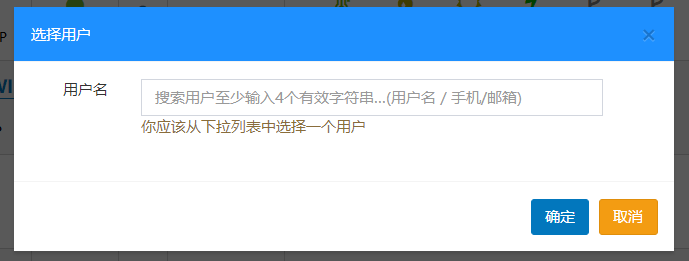 选择用户
×
P
VI
用户名
搜索用户至少输入4个有效字符串...(用户名 / 手机/邮箱)
你应该从下拉列表中选择一个用户
确定
取消